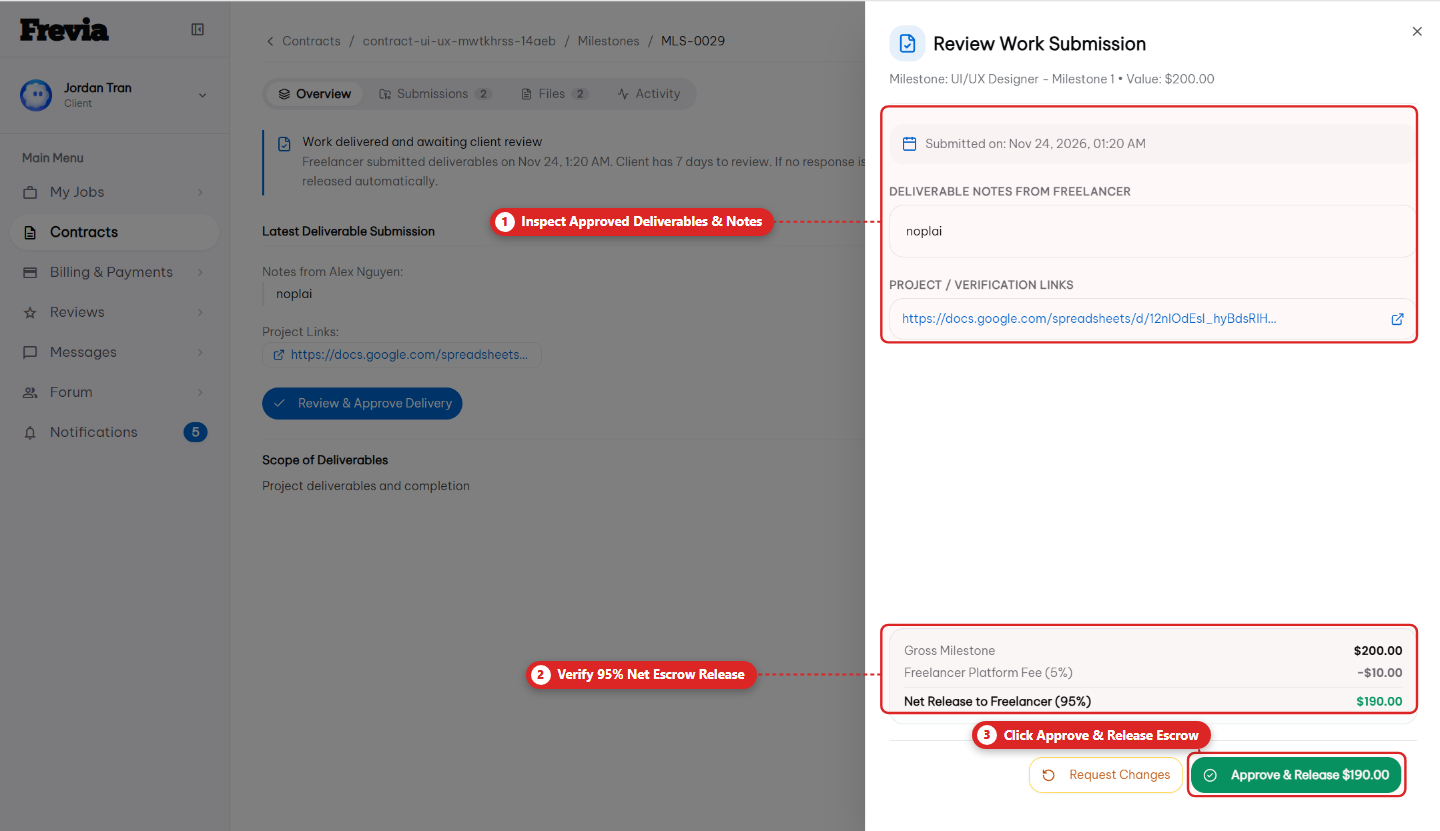 Frevia
Jordan Tran
Client
Main Menu
My Jobs
Contracts
Billing & Payments
Reviews
Messages
Forum
Notifications
5
Contracts / contract-ui-ux-mwtkhrss-14aeb / Milestones / MLS-0029
Overview
Submissions 2
Files 2
Activity
Work delivered and awaiting client review
Freelancer submitted deliverables on Nov 24, 1:20 AM. Client has 7 days to review. If no response is
released automatically.
1 Inspect Approved Deliverables & Notes
Latest Deliverable Submission
Notes from Alex Nguyen:
noplai
Project Links:
https://docs.google.com/spreadsheets...
Review & Approve Delivery
Scope of Deliverables
Project deliverables and completion
Review Work Submission
Milestone: UI/UX Designer - Milestone 1 • Value: $200.00
Submitted on: Nov 24, 2026, 01:20 AM
DELIVERABLE NOTES FROM FREELANCER
noplai
PROJECT / VERIFICATION LINKS
https://docs.google.com/spreadsheets/d/12nIOdEsI_hyBdsRIH...
2 Verify 95% Net Escrow Release
Gross Milestone $200.00
Freelancer Platform Fee (5%) -$10.00
Net Release to Freelancer (95%) $190.00
3 Click Approve & Release Escrow
Request Changes
Approve & Release $190.00